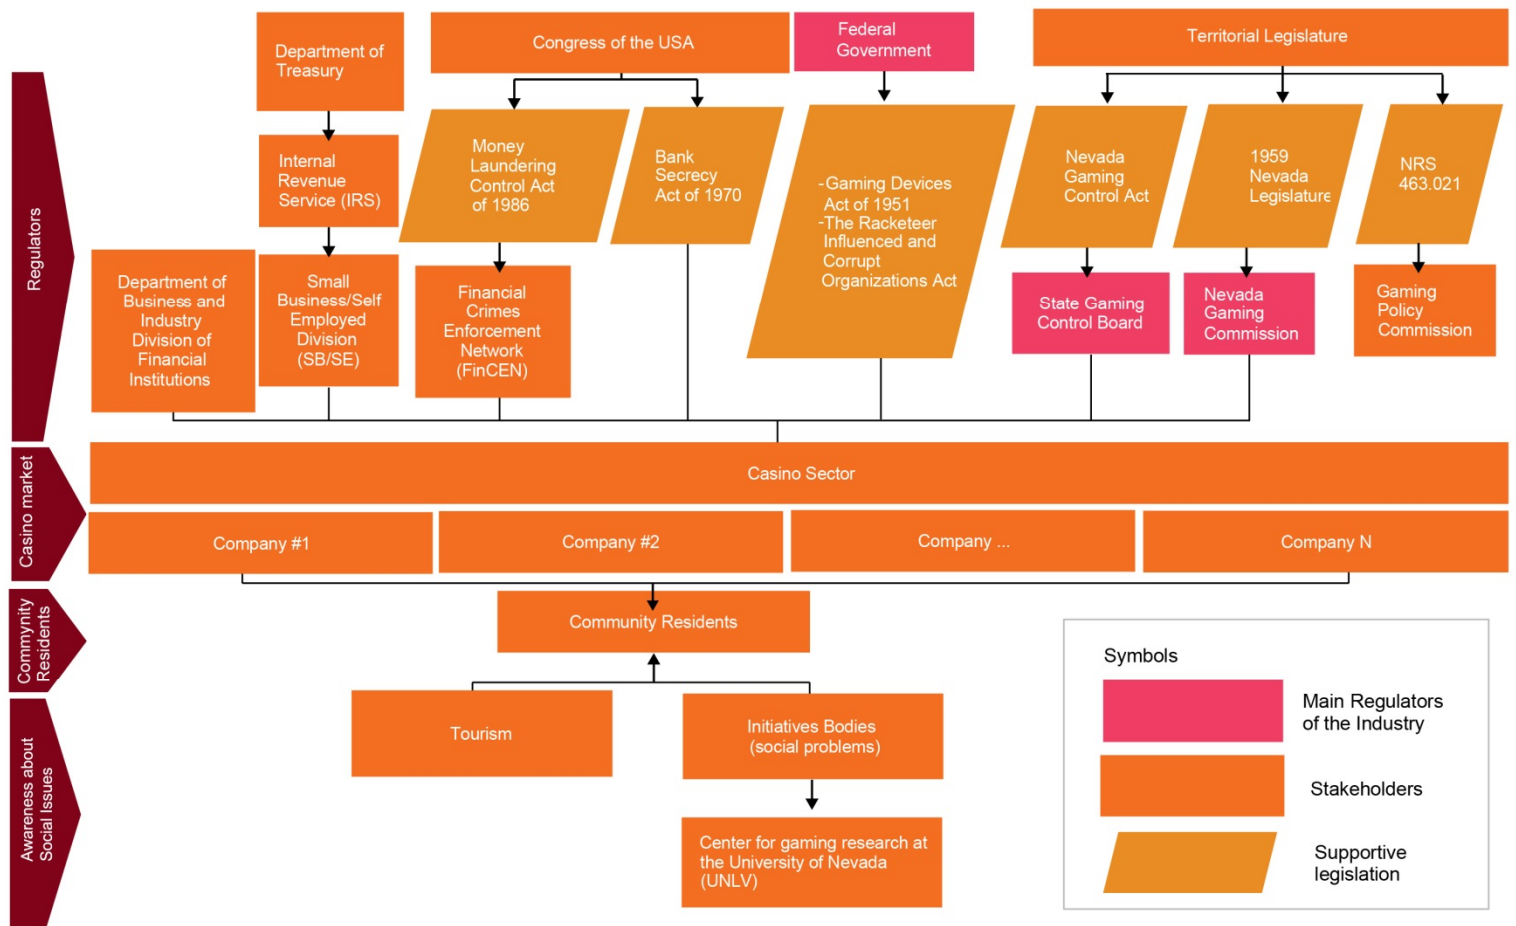 Regulators
Department of
Treasury
Congress of the USA
Federal
Government
Territorial Legislature
Internal
Revenue
Service (IRS)
Money
Laundering
Control Act
of 1986
Bank
Secrecy
Act of 1970
-Gaming Devices
Act of 1951
-The Racketeer
Influenced and
Corrupt
Organizations Act
Nevada
Gaming
Control Act
1959
Nevada
Legislature
NRS
463.021
Department of
Business and
Industry
Division of
Financial
Institutions
Small
Business/Self
Employed
Division
(SB/SE)
Financial
Crimes
Enforcement
Network
(FinCEN)
State Gaming
Control Board
Nevada
Gaming
Commission
Gaming
Policy
Commission
Casino market
Casino Sector
Company #1
Company #2
Company ...
Company N
Commynity
Residents
Community Residents
Awareness about
Social Issues
Tourism
Initiatives Bodies
(social problems)
Center for gaming research at
the University of Nevada
(UNLV)
Symbols
Main Regulators
of the Industry
Stakeholders
Supportive
legislation